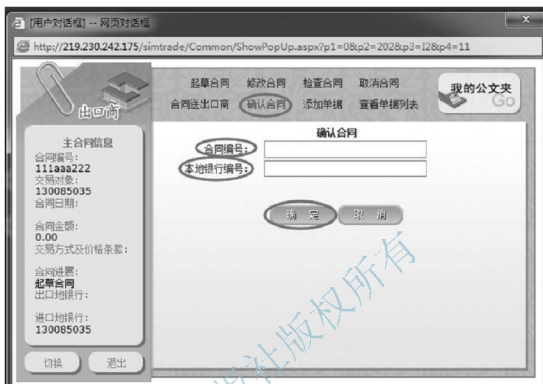 [用户对话框] -- 网页对话框
http://219.230.242.175/simtrade/Common/ShowPopUp.aspx?p1=0&p2=202&p3=I2&p4=11
出口商
起草合同 修改合同 检查合同 取消合同
合同送出口商 确认合同 添加单据 查看单据列表
我的公文夹
Go
主合同信息
合同编号:
111aaa222
交易对象:
130085035
合同日期:
合同金额:
0.00
交易方式及价格条款:
合同进展:
起草合同
出口地银行:
进口地银行:
130085035
切换 退出
确认合同
合同编号:
本地银行编号:
确 定 取 消
版社版权所有